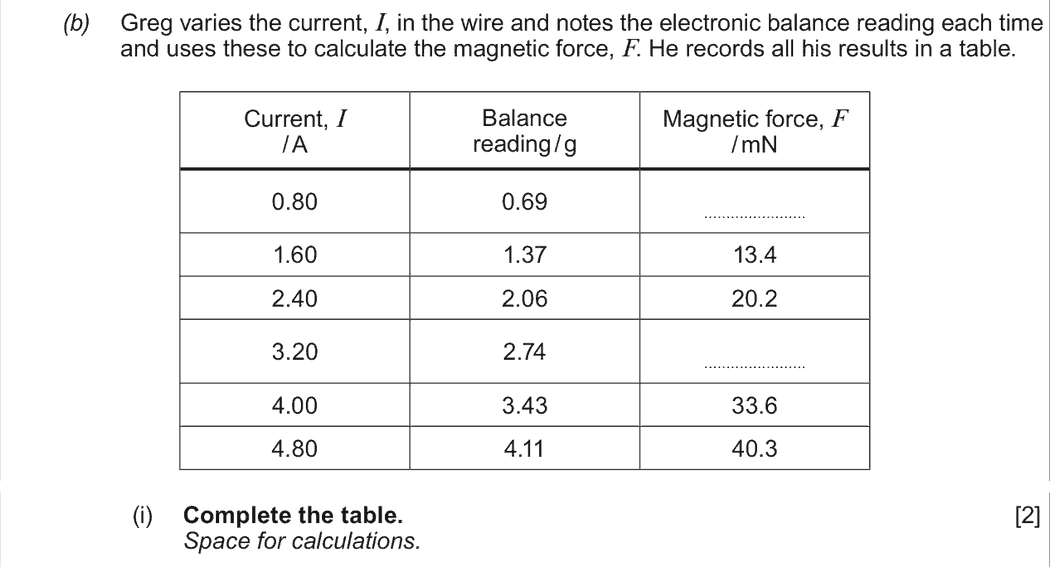 (b) Greg varies the current, I, in the wire and notes the electronic balance reading each time
and uses these to calculate the magnetic force, F. He records all his results in a table.
Current, I Balance Magnetic force, F
/A reading/g /mN
0.80 0.69 ........................
1.60 1.37 13.4
2.40 2.06 20.2
3.20 2.74 ........................
4.00 3.43 33.6
4.80 4.11 40.3
(i) Complete the table. [2]
Space for calculations.